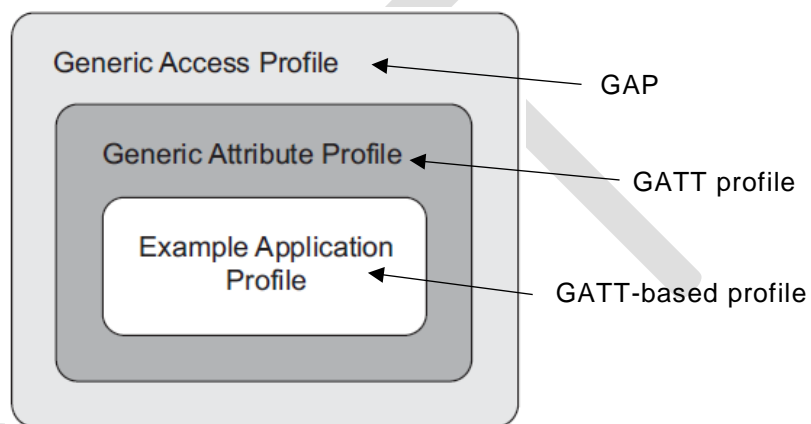 Generic Access Profile
GAP
Generic Attribute Profile
GATT profile
Example Application
Profile
GATT-based profile